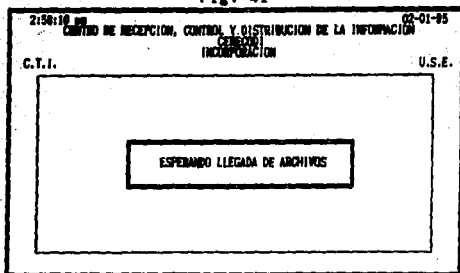 Fig. 41
2:58:10 pm 02-01-95
CENTRO DE RECEPCION, CONTROL Y DISTRIBUCION DE LA INFORMACION
CERECODI
INCORPORACION
C.T.I. U.S.E.
ESPERANDO LLEGADA DE ARCHIVOS